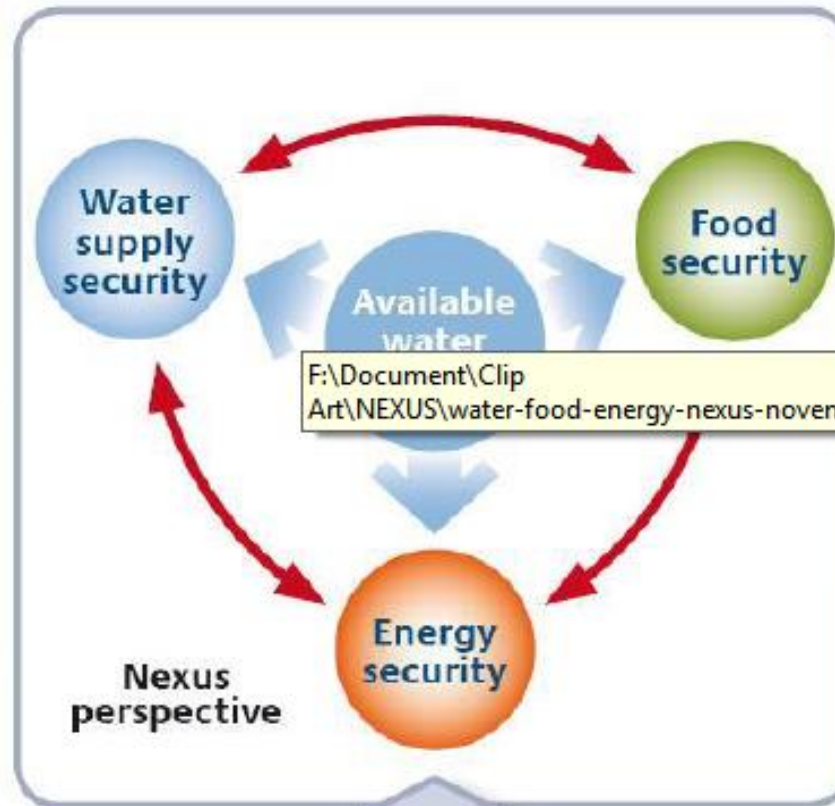 Water
supply
security
Food
security
Available
water
F:\Document\Clip
Art\NEXUS\water-food-energy-nexus-noven
Energy
security
Nexus
perspective